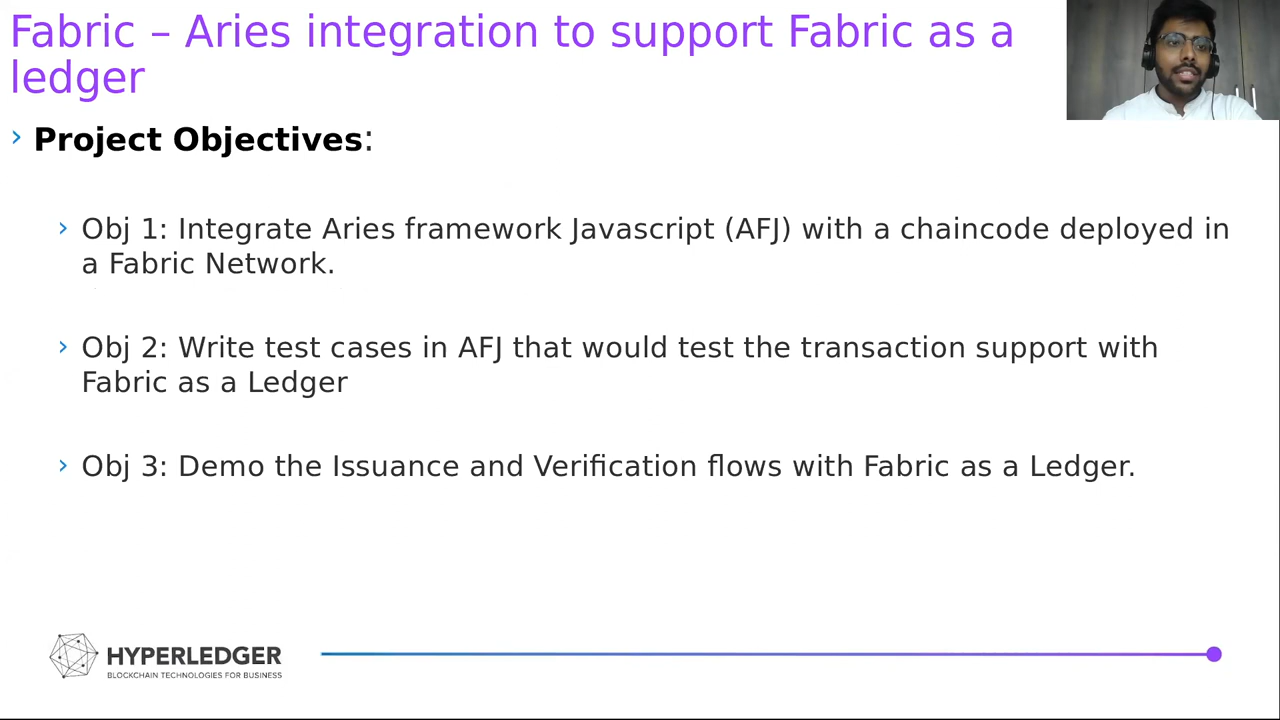 Fabric – Aries integration to support Fabric as a
ledger
Project Objectives:
Obj 1: Integrate Aries framework Javascript (AFJ) with a chaincode deployed in
a Fabric Network.
Obj 2: Write test cases in AFJ that would test the transaction support with
Fabric as a Ledger
Obj 3: Demo the Issuance and Verification flows with Fabric as a Ledger.
HYPERLEDGER
BLOCKCHAIN TECHNOLOGIES FOR BUSINESS